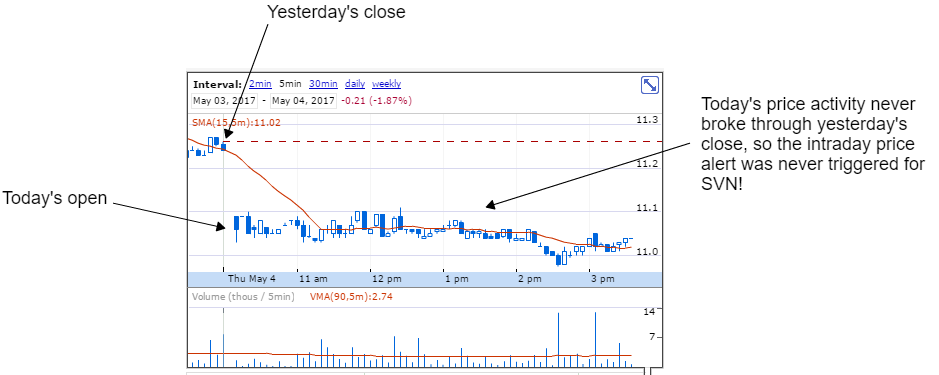 Yesterday's close
Interval: 2min 5min 30min daily weekly
May 03, 2017 - May 04, 2017 -0.21 (-1.87%)
SMA(15,5m):11.02
11.3
11.2
11.1
11.0
Today's price activity never
broke through yesterday's
close, so the intraday price
alert was never triggered for
SVN!
Today's open
Thu May 4 11 am 12 pm 1 pm 2 pm 3 pm
Volume (thous / 5min) VMA(90,5m):2.74
14
7